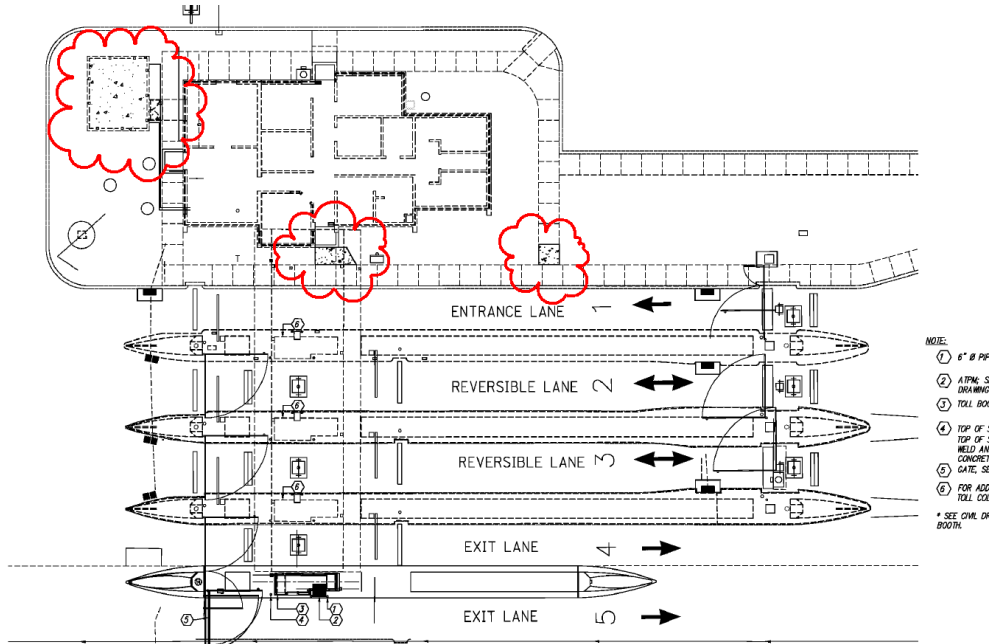 T
ENTRANCE LANE 1
6
REVERSIBLE LANE 2
6
REVERSIBLE LANE 3
6
EXIT LANE 4
EXIT LANE 5
5
3
4
1
2
NOTE:
1 6" Ø PIP
2 ATPM; S
DRAWING
3 TOLL BOO
4 TOP OF S
TOP OF S
WELD AN
CONCRET
5 GATE, SE
6 FOR ADD
TOLL COL
* SEE CIVIL DR
BOOTH.